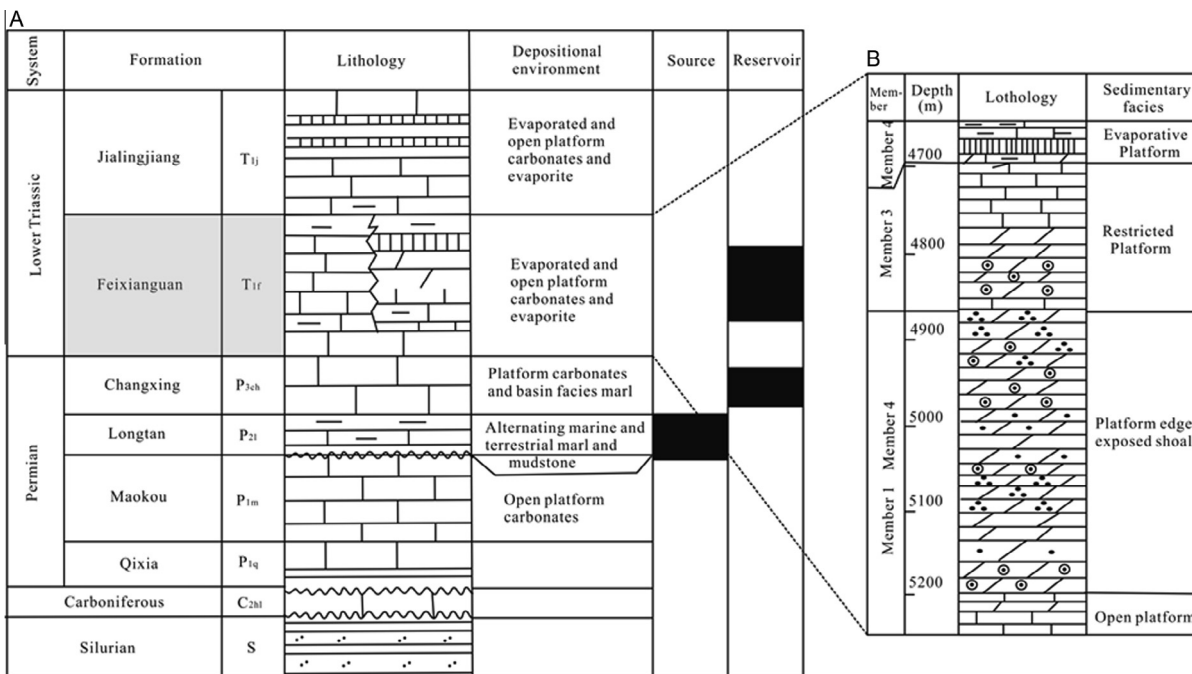 A
System
Formation
Lithology
Depositional
environment
Source
Reservoir
Lower Triassic
Jialingjiang
T1j
Evaporated and
open platform
carbonates and
evaporite
Feixianguan
T1f
Evaporated and
open platform
carbonates and
evaporite
Permian
Changxing
P3ch
Platform carbonates
and basin facies marl
Longtan
P2l
Alternating marine and
terrestrial marl and
mudstone
Maokou
P1m
Open platform
carbonates
Qixia
P1q
Carboniferous
C2hl
Silurian
S
B
Mem-
ber
Depth
(m)
Lothology
Sedimentary
facies
Member 4
4700
Evaporative
Platform
Member 3
4800
Restricted
Platform
4900
Member 4
5000
Platform edge
exposed shoal
Member 1
5100
5200
Open platform